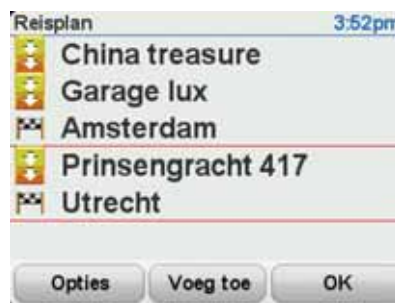 Reisplan 3:52pm
China treasure
Garage lux
Amsterdam
Prinsengracht 417
Utrecht
Opties Voeg toe OK